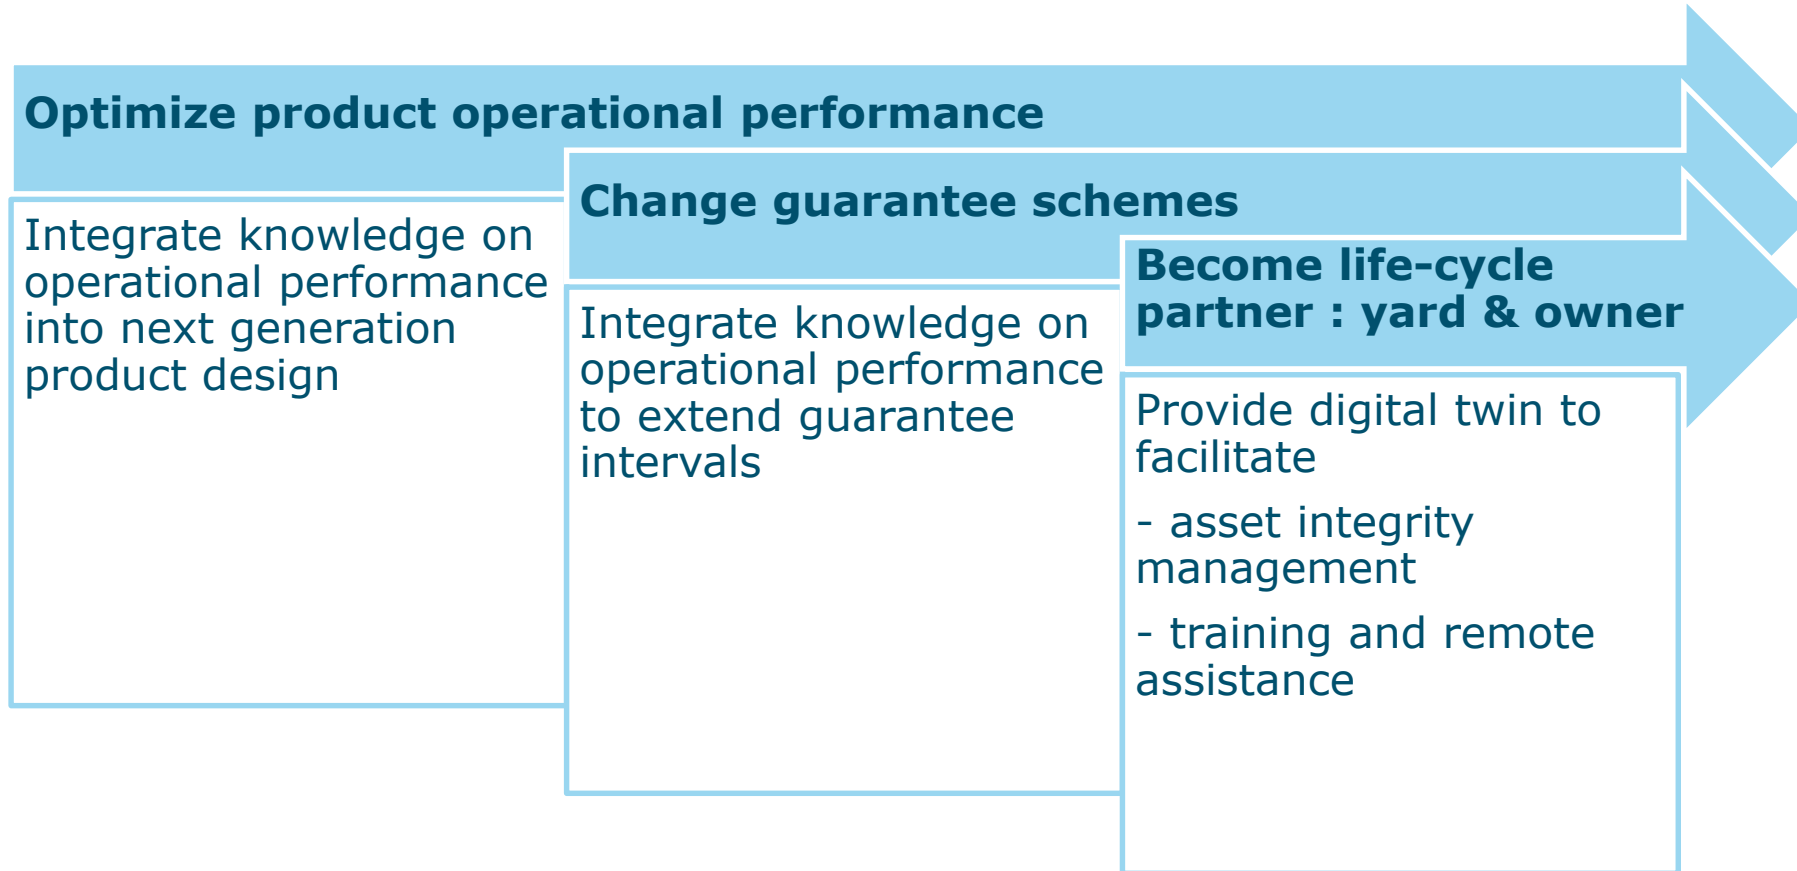 Optimize product operational performance
Integrate knowledge on
operational performance
into next generation
product design
Change guarantee schemes
Integrate knowledge on
operational performance
to extend guarantee
intervals
Become life-cycle
partner : yard & owner
Provide digital twin to
facilitate
- asset integrity
management
- training and remote
assistance